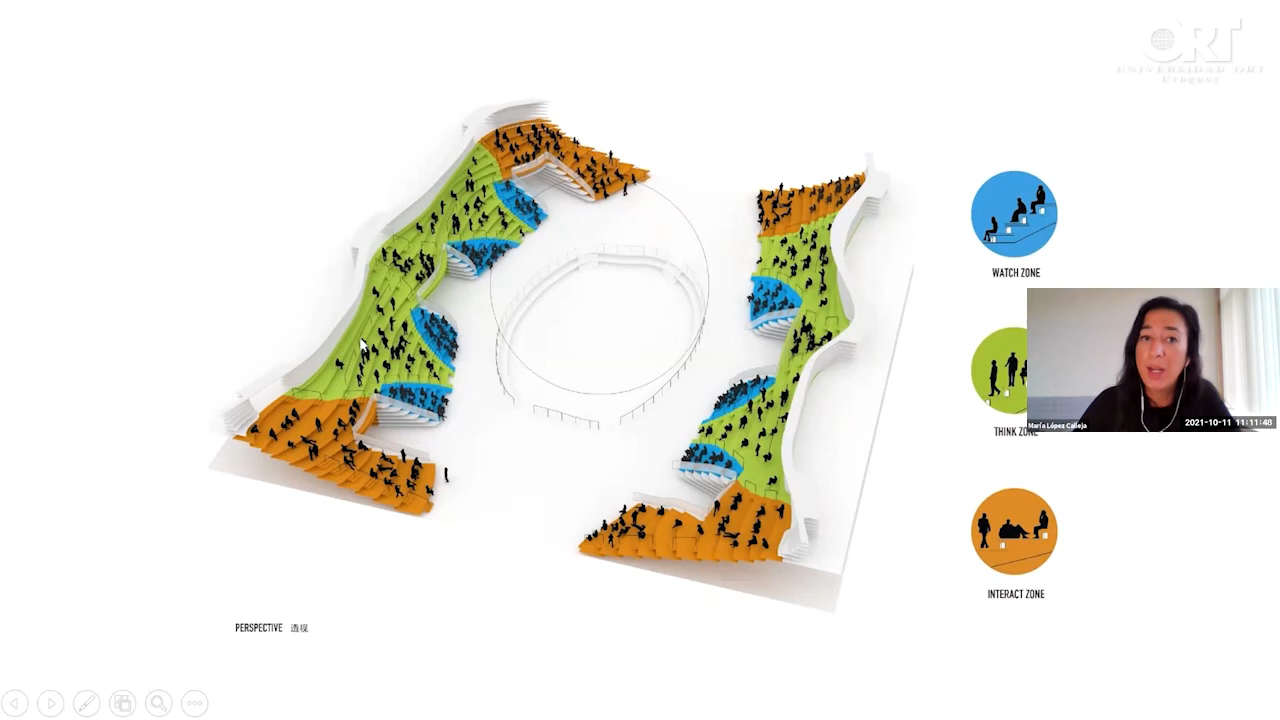 ORT
UNIVERSIDAD ORT
Uruguay
WATCH ZONE
María López Calleja
2021-10-11 11:11:48
THINK ZONE
INTERACT ZONE
PERSPECTIVE 透视